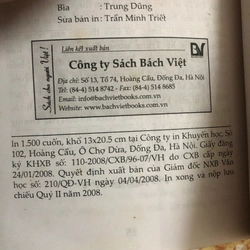 Bìa : Trung Dũng
Sửa bản in: Trần Minh Triết
Sách cho người Việt !
Liên kết xuất bản
Công ty Sách Bách Việt
Địa chỉ: Số 13, Tổ 74, Hoàng Cầu, Đống Đa, Hà Nội
Tel: (84-4) 514 8742 - Fax: (84-4) 514 8685
E-mail: info@bachvietbooks.com.vn
Website: www.bachvietbooks.com.vn
BV
In 1.500 cuốn, khổ 13x20.5 cm tại Công ty in Khuyến học, Số
102, Hoàng Cầu, Ô Chợ Dừa, Đống Đa, Hà Nội. Giấy đăng
ký KHXB số: 110-2008/CXB/96-07/VH do CXB cấp ngày
24/01/2008. Quyết định xuất bản của Giám đốc NXB Văn
học số: 210/QĐ-VH ngày 04/04/2008. In xong và nộp lưu
chiểu Quý II năm 2008.